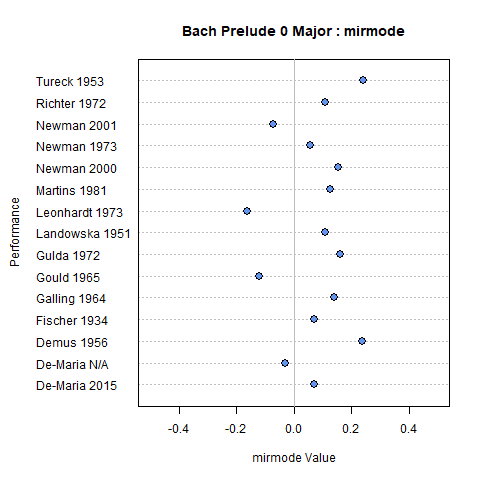 Bach Prelude 0 Major : mirmode
Performance
Tureck 1953
Richter 1972
Newman 2001
Newman 1973
Newman 2000
Martins 1981
Leonhardt 1973
Landowska 1951
Gulda 1972
Gould 1965
Galling 1964
Fischer 1934
Demus 1956
De-Maria N/A
De-Maria 2015
-0.4 -0.2 0.0 0.2 0.4
mirmode Value